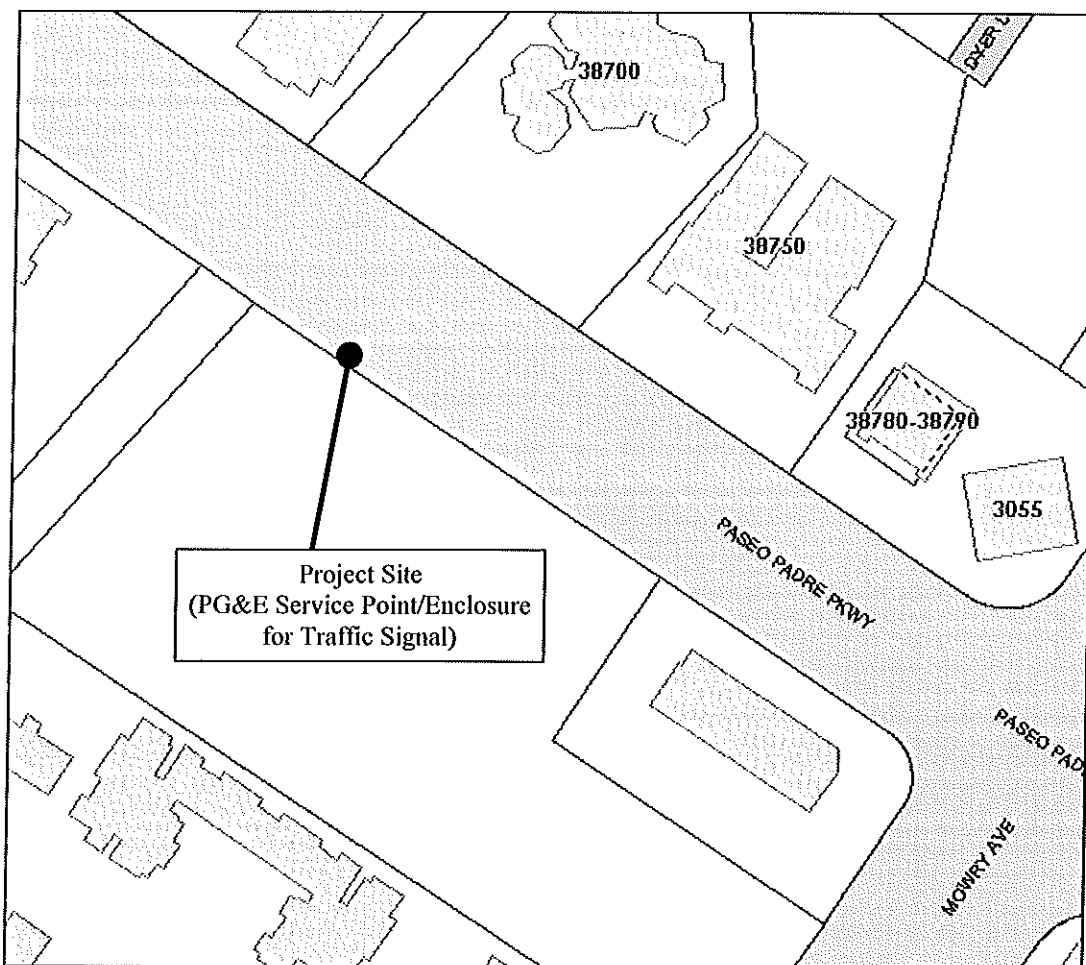 DYER
38700
38750
38780-38790
3055
PASEO PADRE PKWY
Project Site
(PG&E Service Point/Enclosure
for Traffic Signal)
PASEO
MOWRY AVE